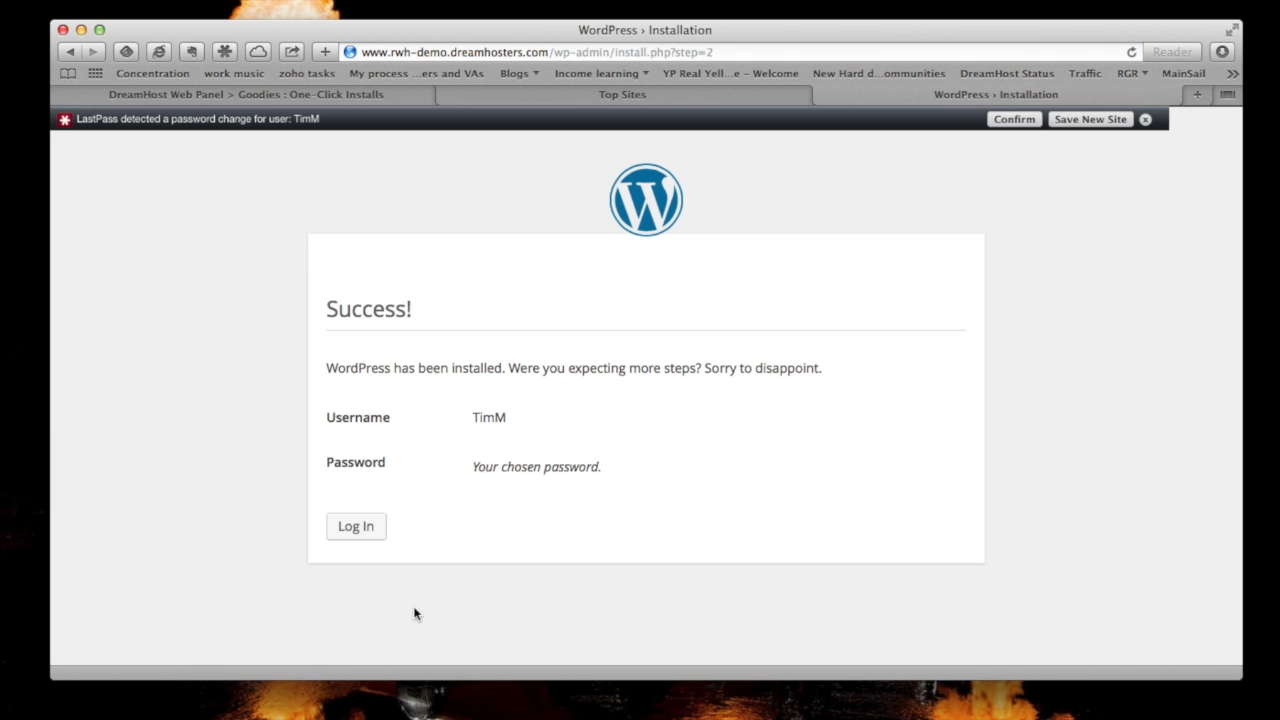 WordPress › Installation
www.rwh-demo.dreamhosters.com/wp-admin/install.php?step=2
Reader
Concentration work music zoho tasks My process ...ers and VAs Blogs ▼ Income learning ▼ YP Real Yell...e – Welcome New Hard d...ommunities DreamHost Status Traffic RGR ▼ MainSail >>
DreamHost Web Panel > Goodies : One-Click Installs Top Sites WordPress › Installation +
LastPass detected a password change for user: TimM Confirm Save New Site
W
Success!
WordPress has been installed. Were you expecting more steps? Sorry to disappoint.
Username TimM
Password Your chosen password.
Log In